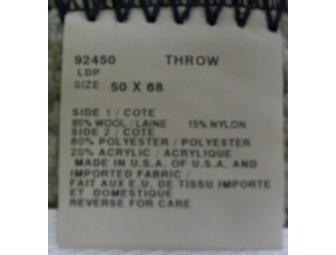 92450 THROW
LDP
SIZE 50 X 68
SIDE 1 / COTE
85% WOOL / LAINE 15% NYLON
SIDE 2 / COTE
80% POLYESTER / POLYESTER
20% ACRYLIC / ACRYLIQUE
MADE IN U.S.A. OF U.S.A. AND
IMPORTED FABRIC /
FAIT AUX E.U. DE TISSU IMPORTE
ET DOMESTIQUE
REVERSE FOR CARE